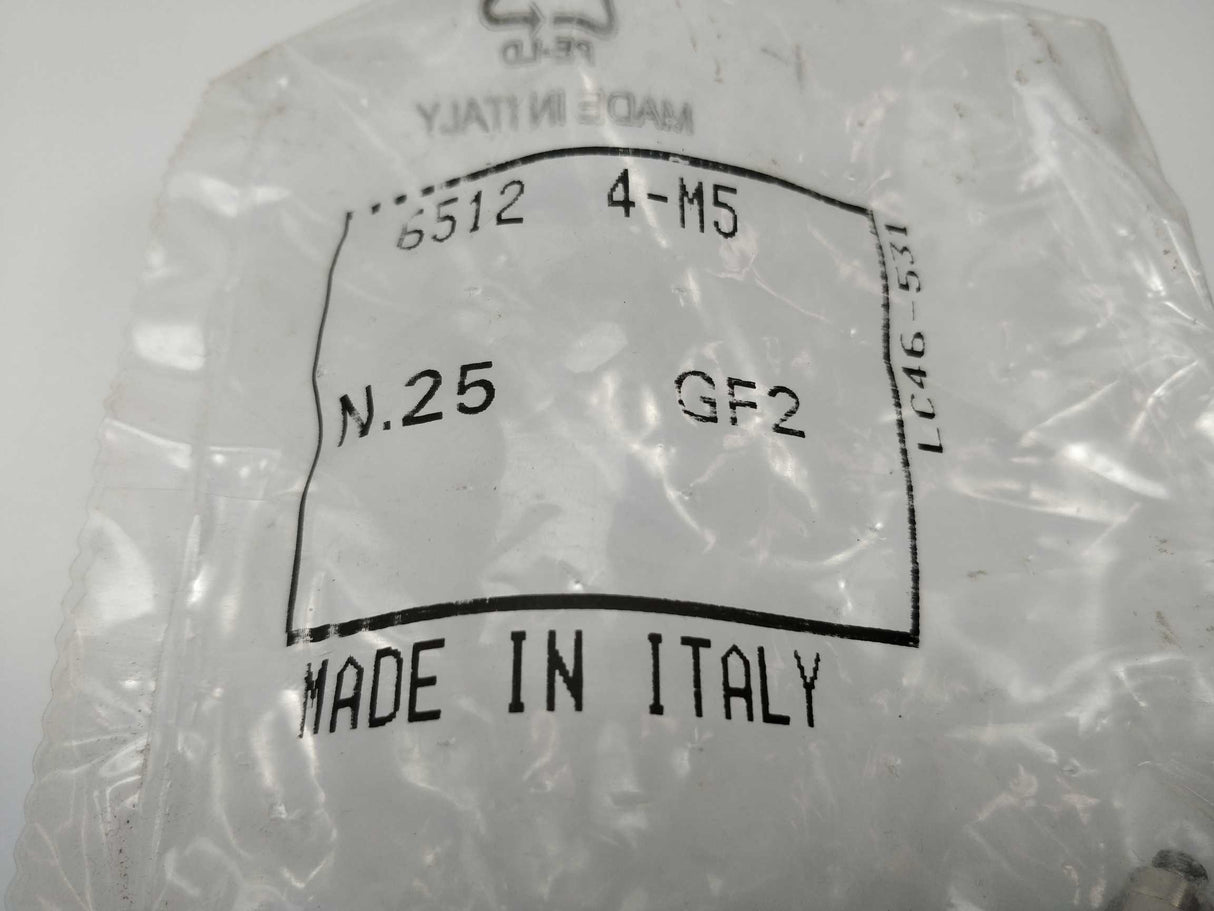 PE-LD
MADE IN ITALY
6512 4-M5
N.25 GF2
LC46-531
MADE IN ITALY